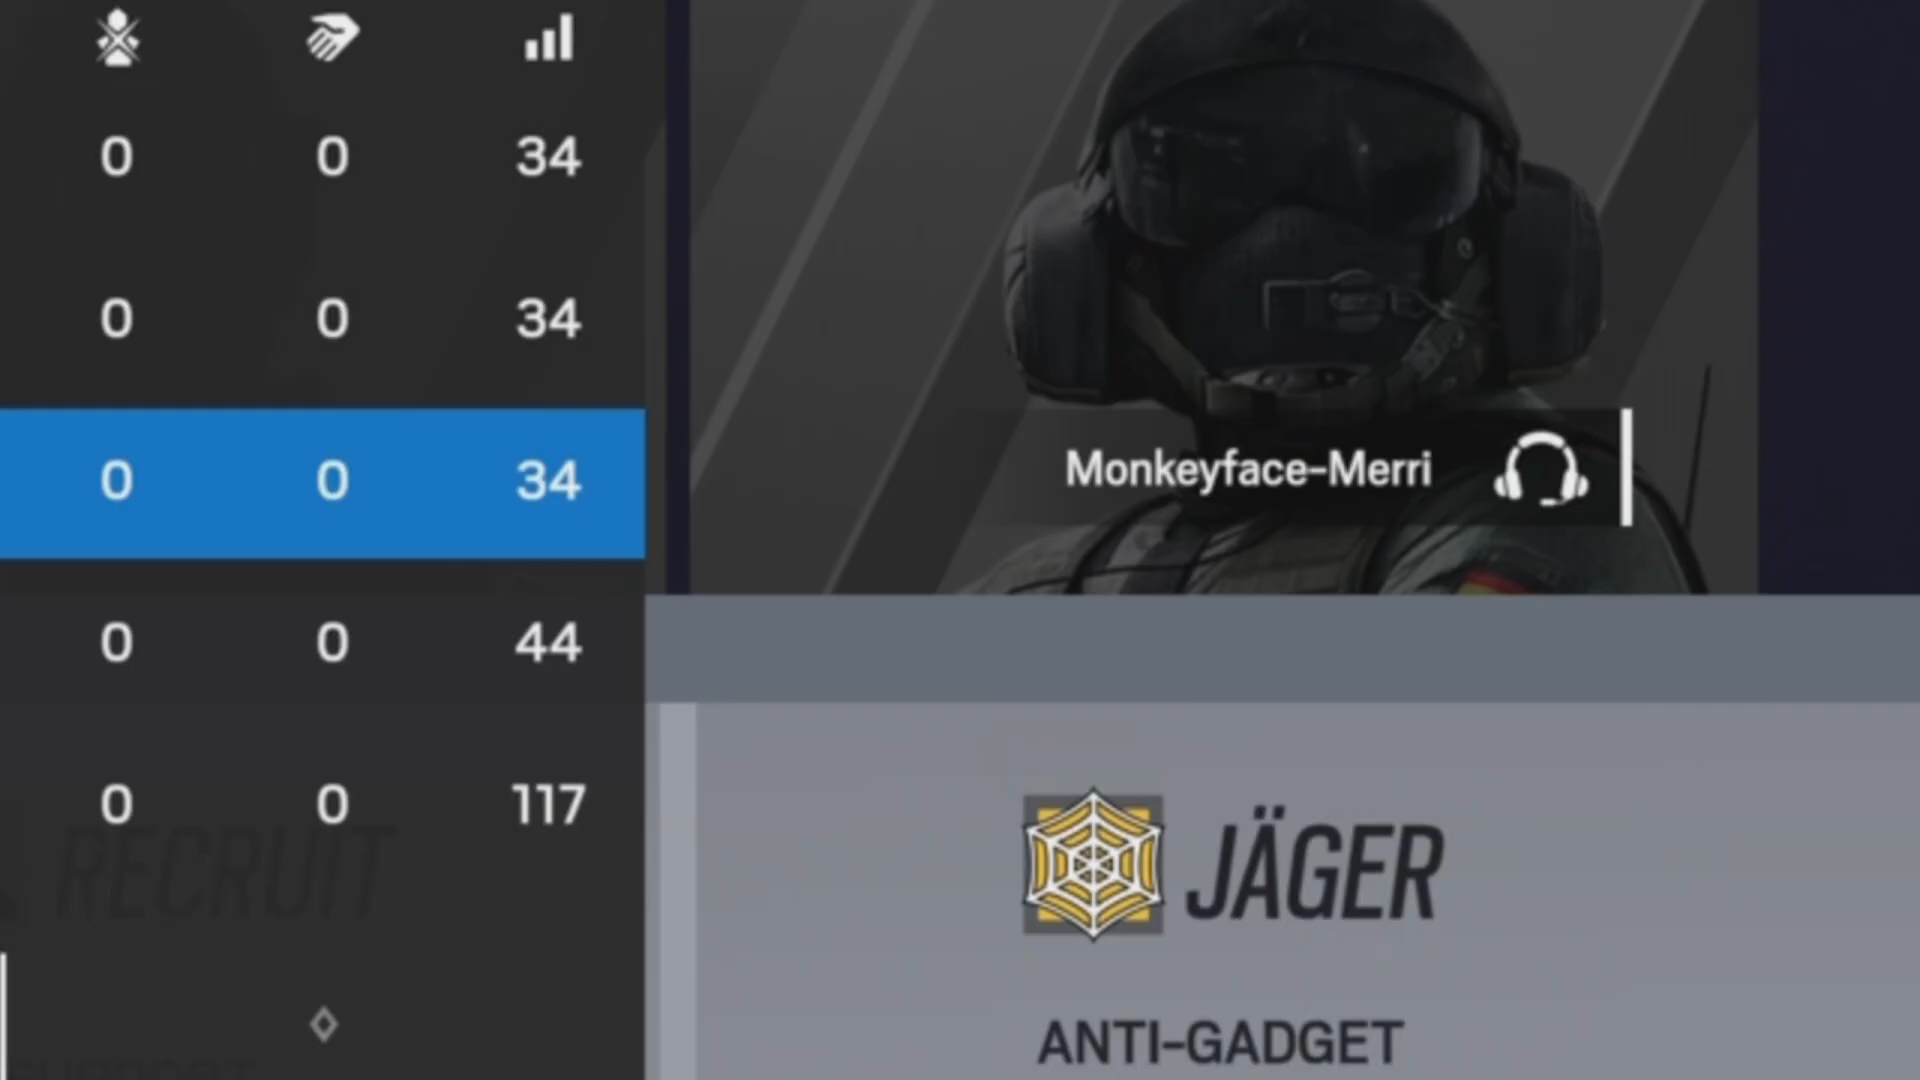 0 0 34
0 0 34
0 0 34
Monkeyface-Merri
0 0 44
0 0 117
RECRUIT
JÄGER
ANTI-GADGET
SUPPORT